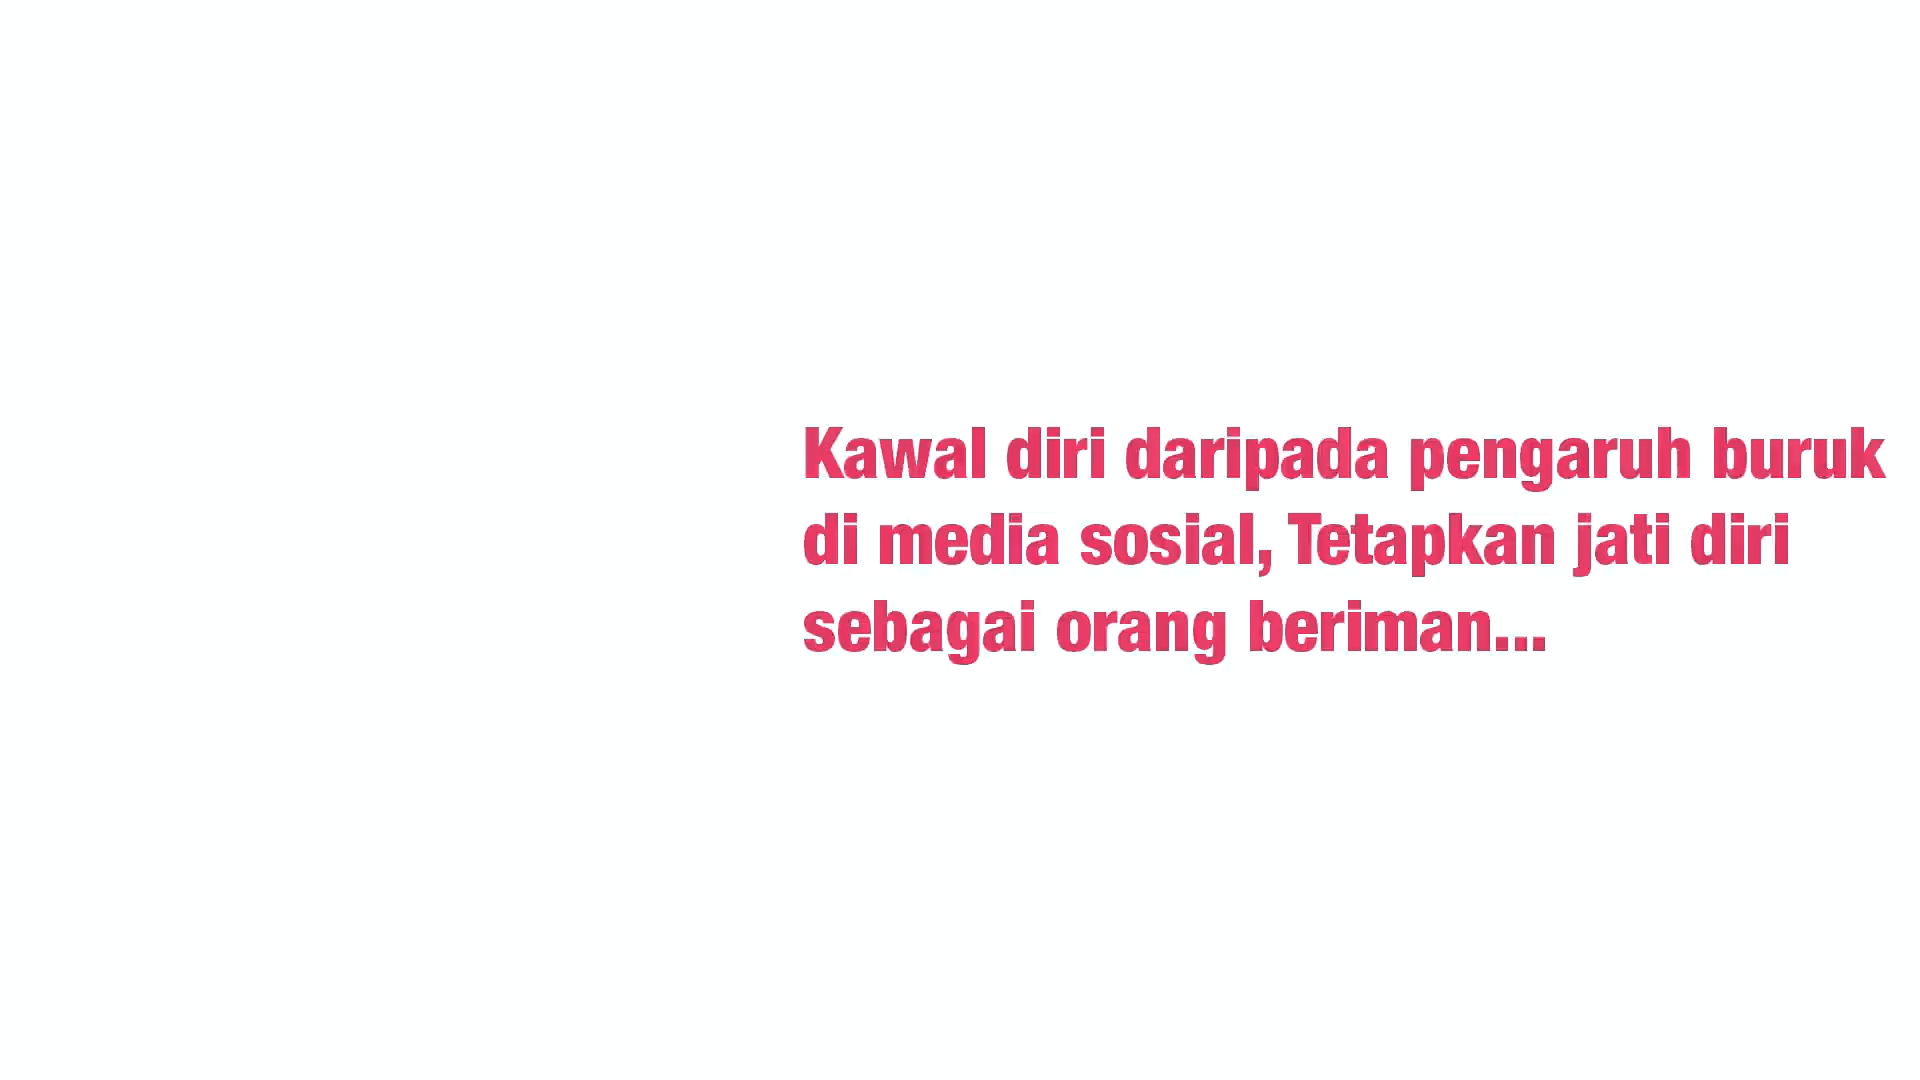 Kawal diri daripada pengaruh buruk
di media sosial, Tetapkan jati diri
sebagai orang beriman...